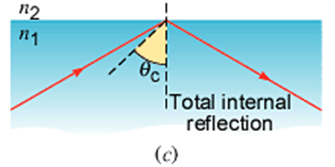 n₂
n₁
θc
Total internal
reflection
(c)